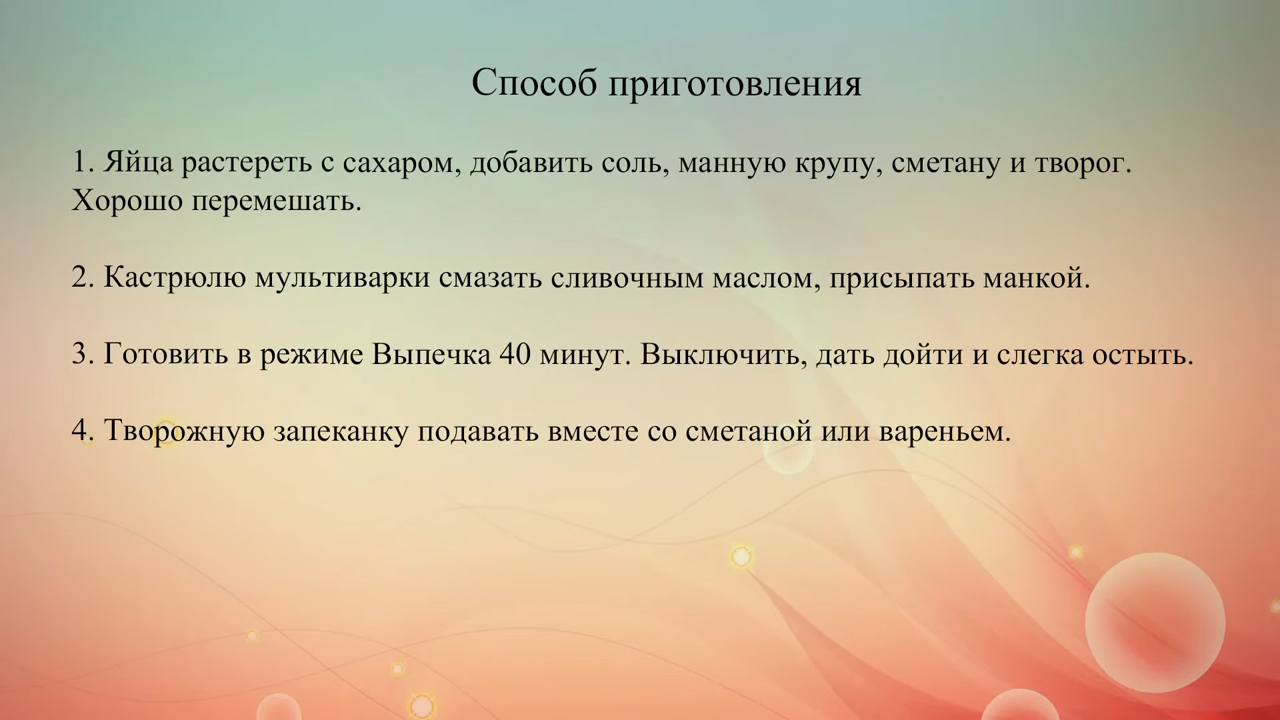 Способ приготовления
1. Яйца растереть с сахаром, добавить соль, манную крупу, сметану и творог.
Хорошо перемешать.
2. Кастрюлю мультиварки смазать сливочным маслом, присыпать манкой.
3. Готовить в режиме Выпечка 40 минут. Выключить, дать дойти и слегка остыть.
4. Творожную запеканку подавать вместе со сметаной или вареньем.